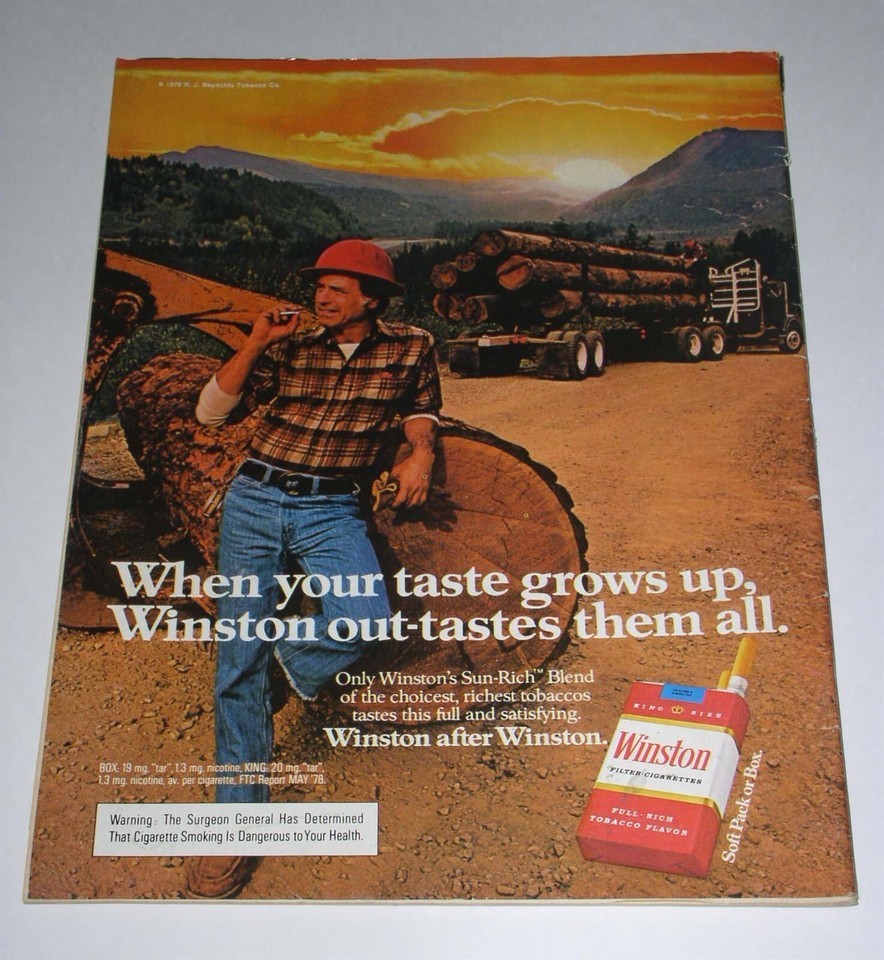 © 1979 R. J. Reynolds Tobacco Co.
When your taste grows up,
Winston out-tastes them all.
Only Winston's Sun-Rich™ Blend
of the choicest, richest tobaccos
tastes this full and satisfying.
Winston after Winston.
BOX: 19 mg. "tar", 1.3 mg. nicotine, KING: 20 mg. "tar",
1.3 mg. nicotine, av. per cigarette, FTC Report MAY '78.
Warning: The Surgeon General Has Determined
That Cigarette Smoking Is Dangerous to Your Health.
KING SIZE
Winston
FILTER·CIGARETTES
FULL·RICH
TOBACCO FLAVOR
Soft Pack or Box.